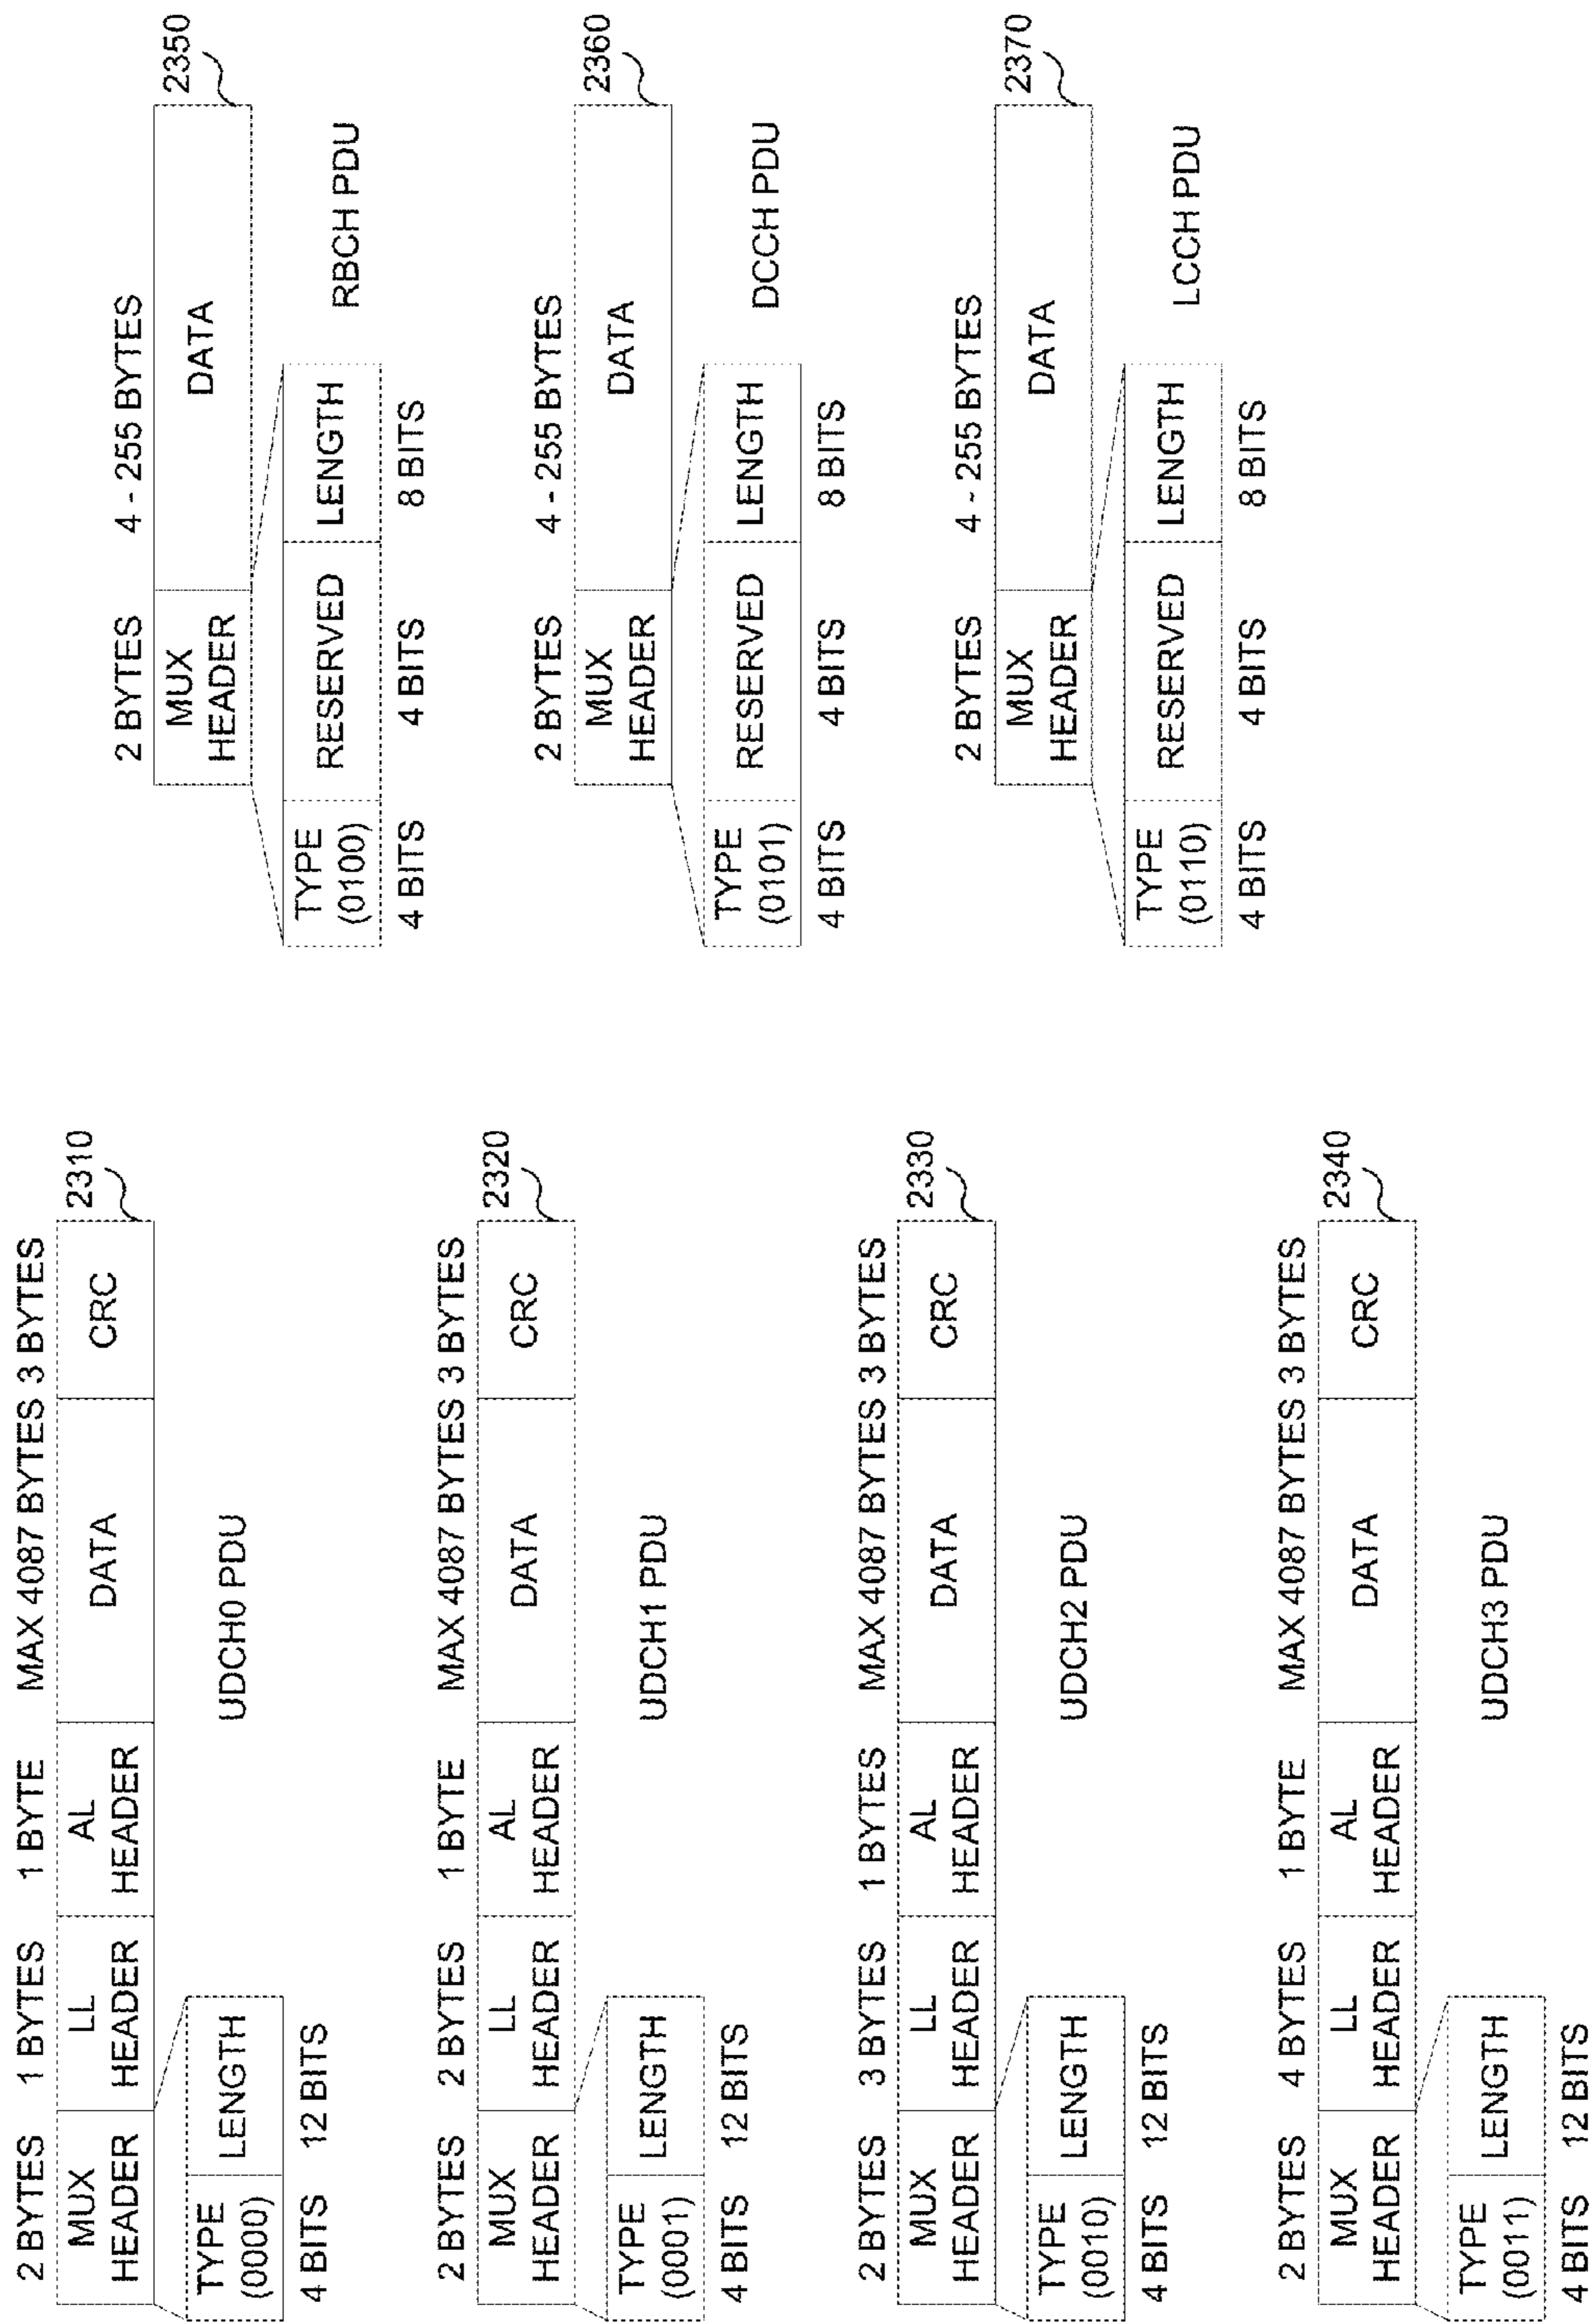 2 BYTES 1 BYTES 1 BYTE MAX 4087 BYTES 3 BYTES
MUX HEADER LL HEADER AL HEADER DATA CRC
2310
TYPE (0000) LENGTH
4 BITS 12 BITS
UDCH0 PDU
2 BYTES 2 BYTES 1 BYTE MAX 4087 BYTES 3 BYTES
MUX HEADER LL HEADER AL HEADER DATA CRC
2320
TYPE (0001) LENGTH
4 BITS 12 BITS
UDCH1 PDU
2 BYTES 3 BYTES 1 BYTES MAX 4087 BYTES 3 BYTES
MUX HEADER LL HEADER AL HEADER DATA CRC
2330
TYPE (0010) LENGTH
4 BITS 12 BITS
UDCH2 PDU
2 BYTES 4 BYTES 1 BYTE MAX 4087 BYTES 3 BYTES
MUX HEADER LL HEADER AL HEADER DATA CRC
2340
TYPE (0011) LENGTH
4 BITS 12 BITS
UDCH3 PDU
2 BYTES 4 - 255 BYTES
MUX HEADER DATA
2350
TYPE (0100) RESERVED LENGTH
4 BITS 4 BITS 8 BITS
RBCH PDU
2 BYTES 4 - 255 BYTES
MUX HEADER DATA
2360
TYPE (0101) RESERVED LENGTH
4 BITS 4 BITS 8 BITS
DCCH PDU
2 BYTES 4 - 255 BYTES
MUX HEADER DATA
2370
TYPE (0110) RESERVED LENGTH
4 BITS 4 BITS 8 BITS
LCCH PDU